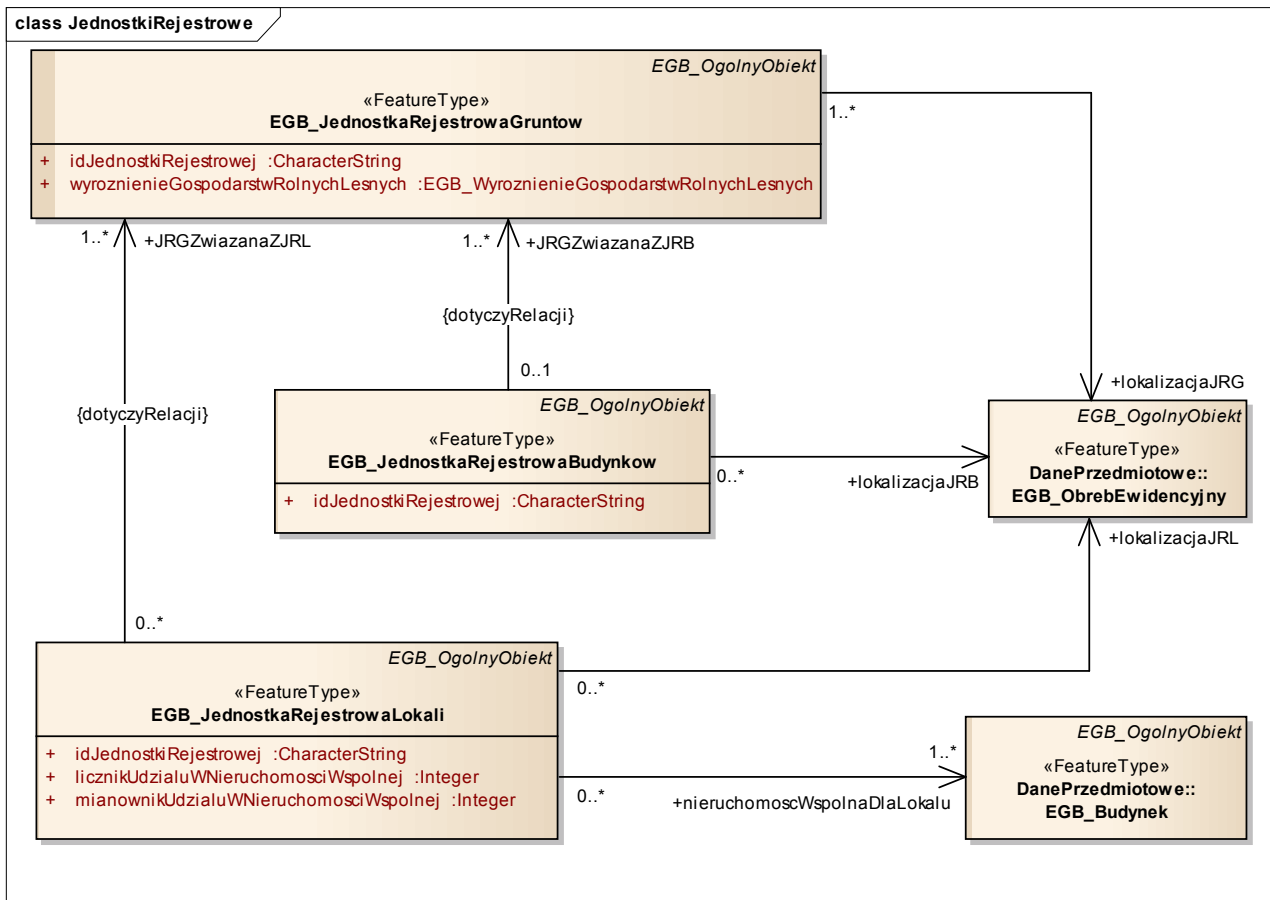 class JednostkiRejestrowe
EGB_OgolnyObiekt
«FeatureType»
EGB_JednostkaRejestrowaGruntow
+ idJednostkiRejestrowej :CharacterString
+ wyroznienieGospodarstwRolnychLesnych :EGB_WyroznienieGospodarstwRolnychLesnych
1..*
1..*
+JRGZwiazanaZJRL
1..*
+JRGZwiazanaZJRB
{dotyczyRelacji}
0..1
+lokalizacjaJRG
{dotyczyRelacji}
EGB_OgolnyObiekt
«FeatureType»
EGB_JednostkaRejestrowaBudynkow
+ idJednostkiRejestrowej :CharacterString
0..*
+lokalizacjaJRB
EGB_OgolnyObiekt
«FeatureType»
DanePrzedmiotowe::
EGB_ObrebEwidencyjny
+lokalizacjaJRL
0..*
EGB_OgolnyObiekt
«FeatureType»
EGB_JednostkaRejestrowaLokali
+ idJednostkiRejestrowej :CharacterString
+ licznikUdzialuWNieruchomosciWspolnej :Integer
+ mianownikUdzialuWNieruchomosciWspolnej :Integer
0..*
0..*
1..*
+nieruchomoscWspolnaDlaLokalu
EGB_OgolnyObiekt
«FeatureType»
DanePrzedmiotowe::
EGB_Budynek